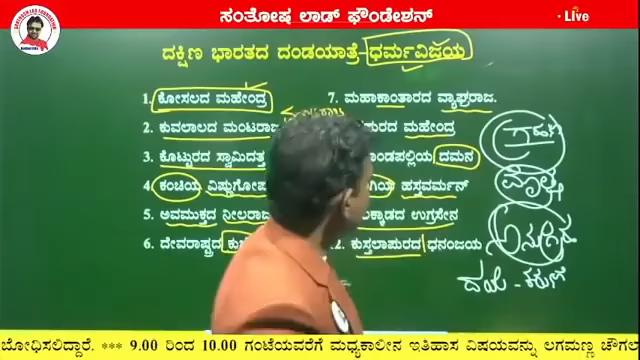 ಸಂತೋಷ ಲಾಡ್ ಫೌಂಡೇಶನ್
Live
ದಕ್ಷಿಣ ಭಾರತದ ದಂಡಯಾತ್ರೆ-ಧರ್ಮವಿಜಯ
1. ಕೋಸಲದ ಮಹೇಂದ್ರ
2. ಕುವಲಾಲದ ಮಂಟರಾಜ
3. ಕೊಟ್ಟುರದ ಸ್ವಾಮಿದತ್ತ
4 ಕಂಚಿಯ ವಿಷ್ಣುಗೋಪ
5. ಅವಮುಕ್ತದ ನೀಲರಾಜ
6. ದೇವರಾಷ್ಟ್ರದ
7. ಮಹಾಕಾಂತಾರದ ವ್ಯಾಘ್ರರಾಜ.
ಮಹೇಂದ್ರ
ದಮನ
ಹಸ್ತವರ್ಮನ್
ಉಗ್ರಸೇನ
2. ಕುಸ್ತಲಾಪುರದ ಧನಂಜಯ
ದಯೆ - ಕರುಣೆ
ಬೋಧಿಸಲಿದ್ದಾರೆ. *** 9.00 ರಿಂದ 10.00 ಗಂಟೆಯವರೆಗೆ ಮಧ್ಯಕಾಲೀನ ಇತಿಹಾಸ ವಿಷಯವನ್ನು ಲಗಮಣ್ಣ ಚೌಗಲ